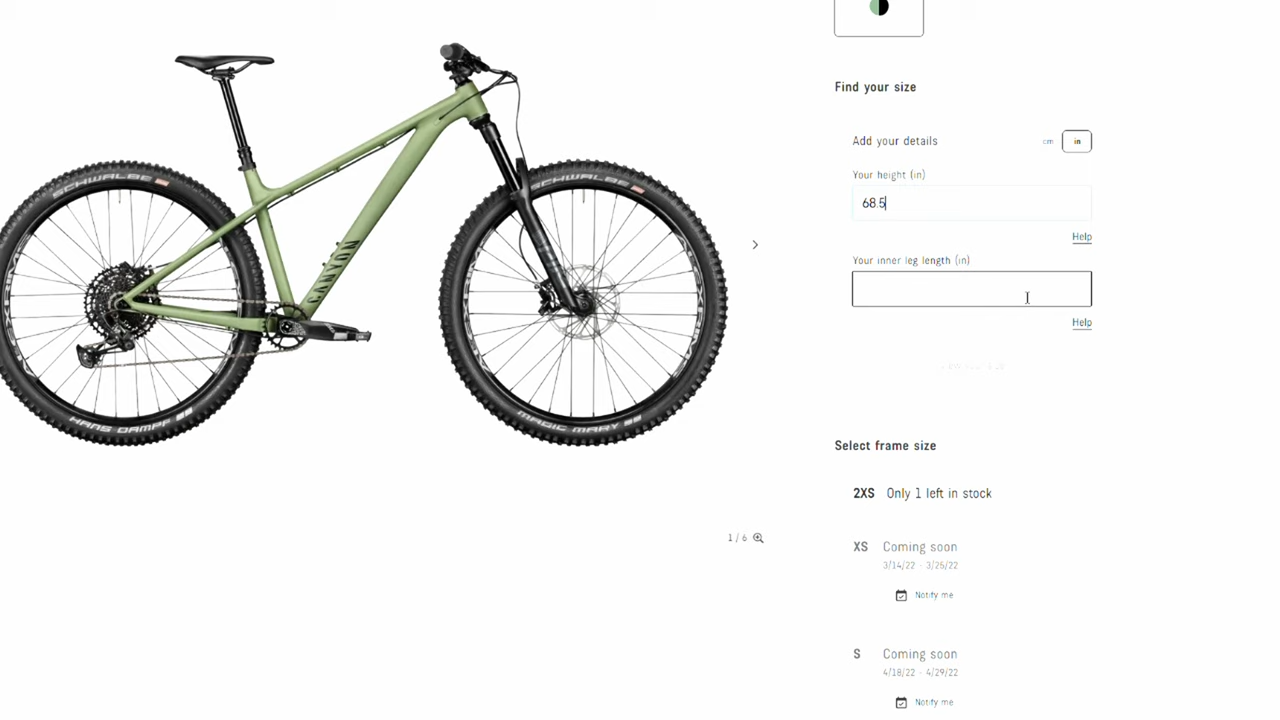 Find your size
Add your details
cm
in
Your height (in)
68.5
Help
Your inner leg length (in)
Help
Select frame size
2XS Only 1 left in stock
XS Coming soon
3/14/22 - 3/25/22
Notify me
S Coming soon
4/18/22 - 4/29/22
Notify me
SCHWALBE
SCHWALBE
CANYON
HANS DAMPF
MAGIC MARY
1 / 6